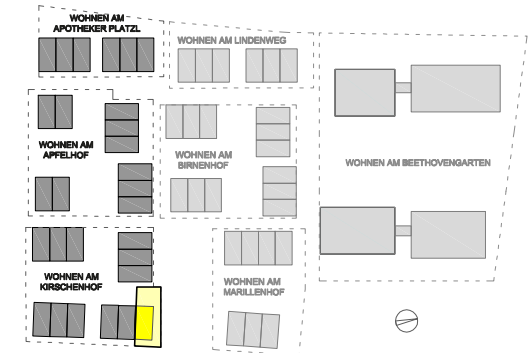 WOHNEN AM
APOTHEKER PLATZL
WOHNEN AM LINDENWEG
WOHNEN AM
APFELHOF
WOHNEN AM
BIRNENHOF
WOHNEN AM BEETHOVENGARTEN
WOHNEN AM
KIRSCHENHOF
WOHNEN AM
MARILLENHOF